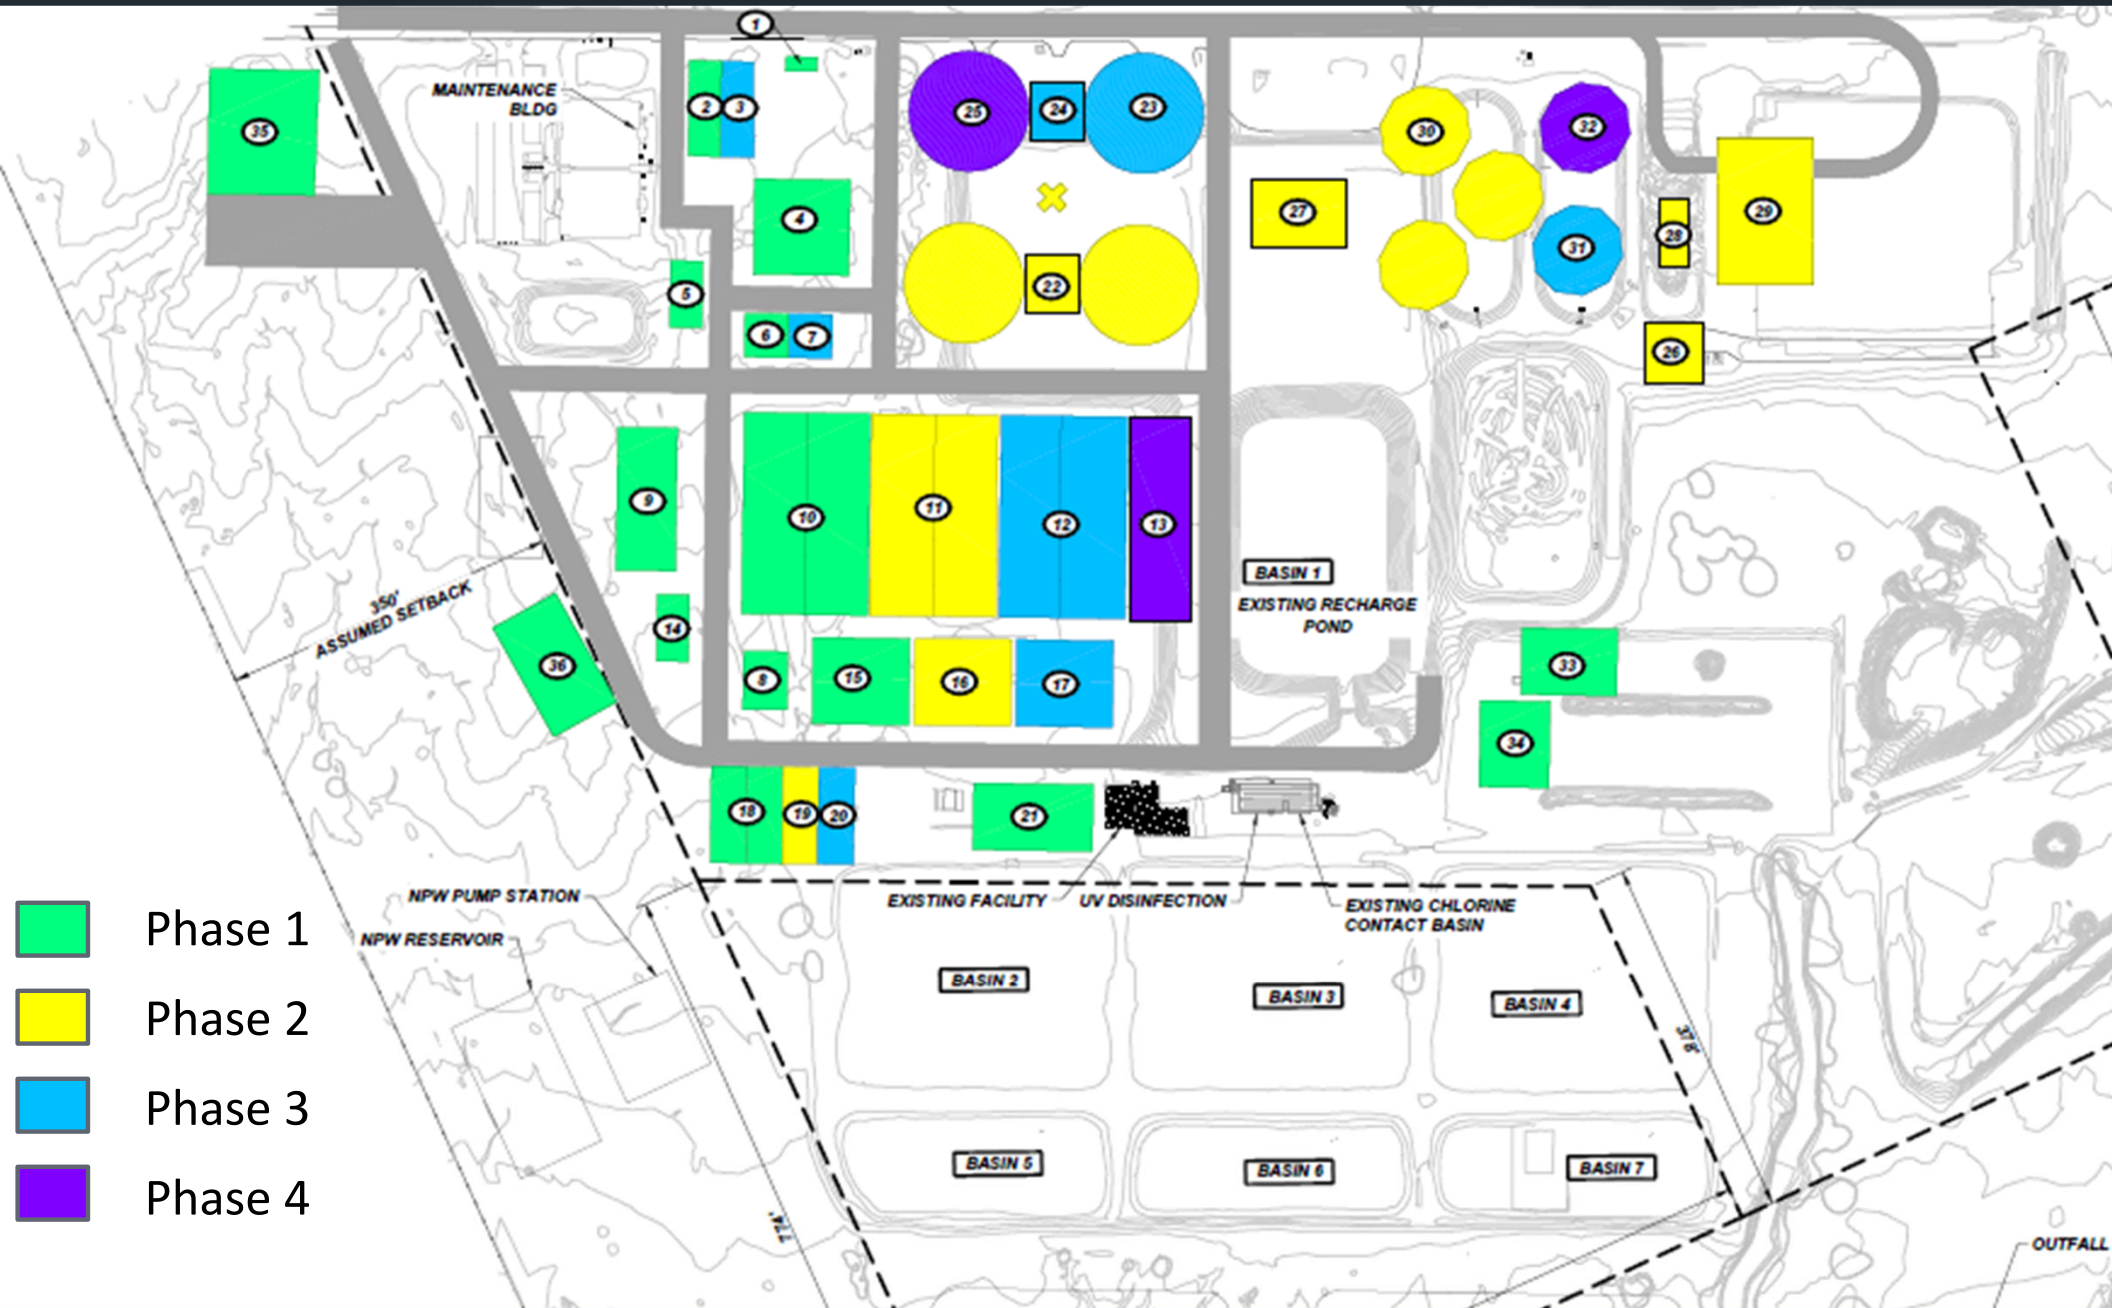 1
MAINTENANCE
BLDG
35
2
3
4
5
6
7
25
24
23
22
30
32
27
31
28
29
26
9
10
11
12
13
14
8
15
16
17
36
350'
ASSUMED SETBACK
BASIN 1
EXISTING RECHARGE
POND
33
34
18
19
20
21
NPW PUMP STATION
NPW RESERVOIR
EXISTING FACILITY
UV DISINFECTION
EXISTING CHLORINE
CONTACT BASIN
BASIN 2
BASIN 3
BASIN 4
378'
BASIN 5
BASIN 6
BASIN 7
774'
OUTFALL
Phase 1
Phase 2
Phase 3
Phase 4